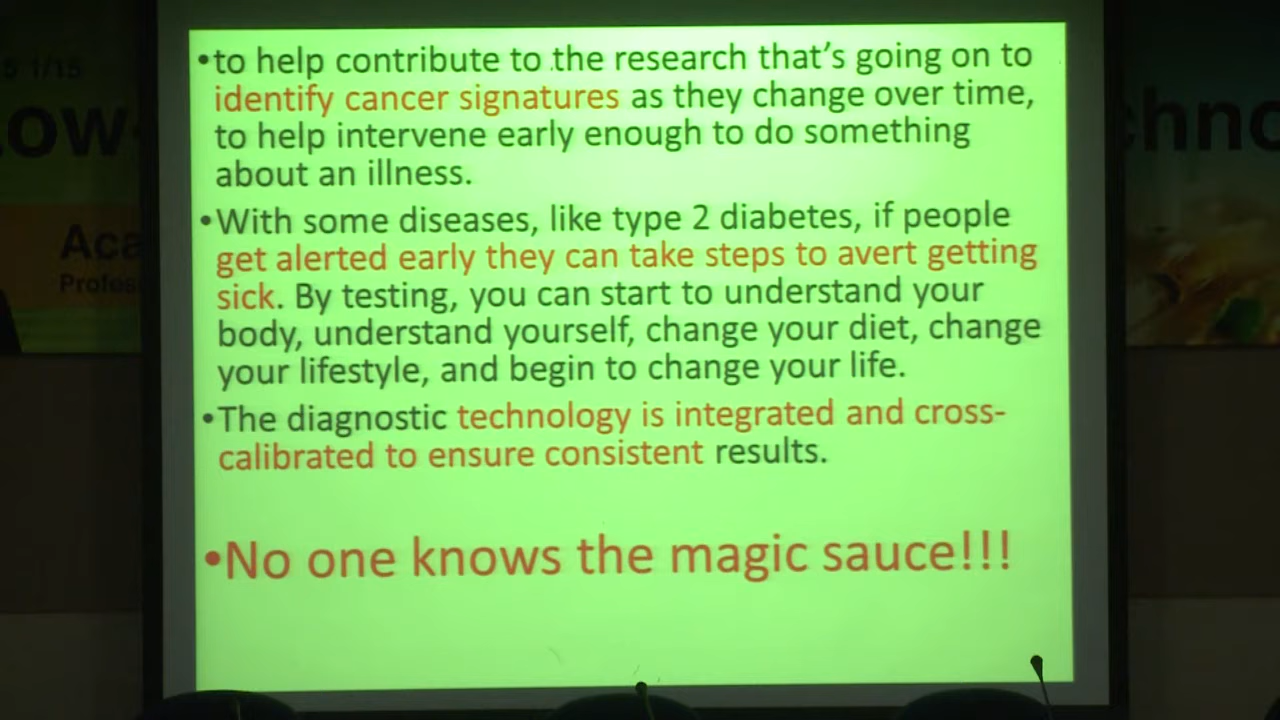 •to help contribute to the research that's going on to
identify cancer signatures as they change over time,
to help intervene early enough to do something
about an illness.
•With some diseases, like type 2 diabetes, if people
get alerted early they can take steps to avert getting
sick. By testing, you can start to understand your
body, understand yourself, change your diet, change
your lifestyle, and begin to change your life.
•The diagnostic technology is integrated and cross-
calibrated to ensure consistent results.
•No one knows the magic sauce!!!